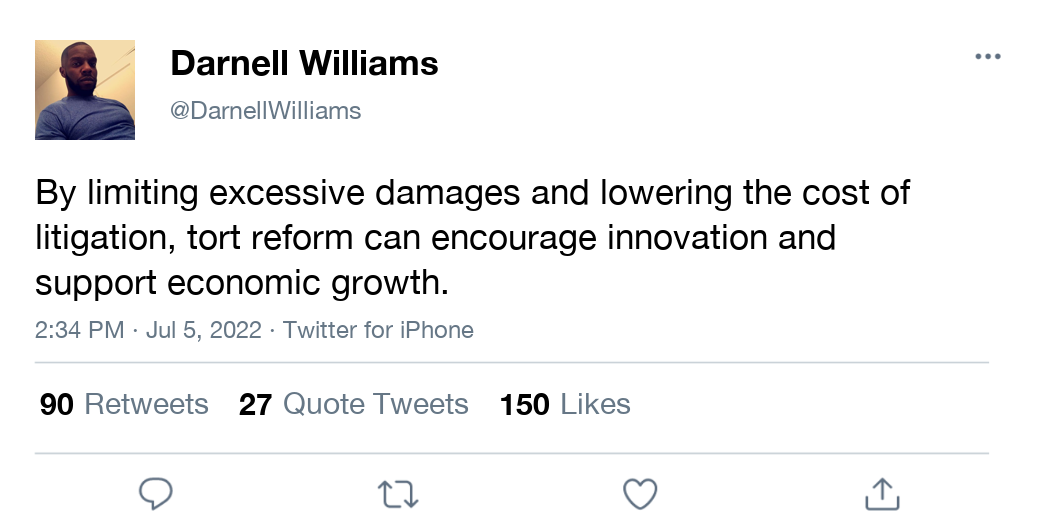 Darnell Williams
@DarnellWilliams
By limiting excessive damages and lowering the cost of
litigation, tort reform can encourage innovation and
support economic growth.
2:34 PM · Jul 5, 2022 · Twitter for iPhone
90 Retweets 27 Quote Tweets 150 Likes